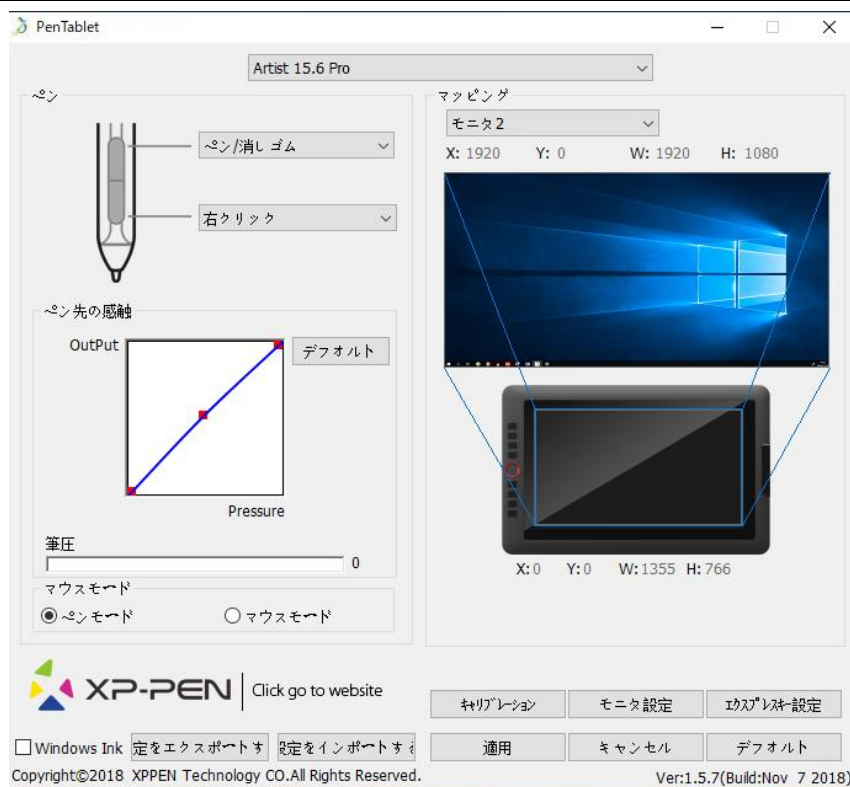 PenTablet
Artist 15.6 Pro
ペン
ペン/消しゴム
右クリック
ペン先の感触
OutPut
デフォルト
Pressure
筆圧
0
マウスモード
ペンモード
マウスモード
マッピング
モニタ2
X: 1920 Y: 0 W: 1920 H: 1080
X: 0 Y: 0 W: 1355 H: 766
XP-PEN Click go to website
キャリブレーション モニタ設定 エクスプレスキー設定
Windows Ink 定をエクスポートす 設定をインポートする 適用 キャンセル デフォルト
Copyright©2018 XPPEN Technology CO.All Rights Reserved. Ver:1.5.7(Build:Nov 7 2018)